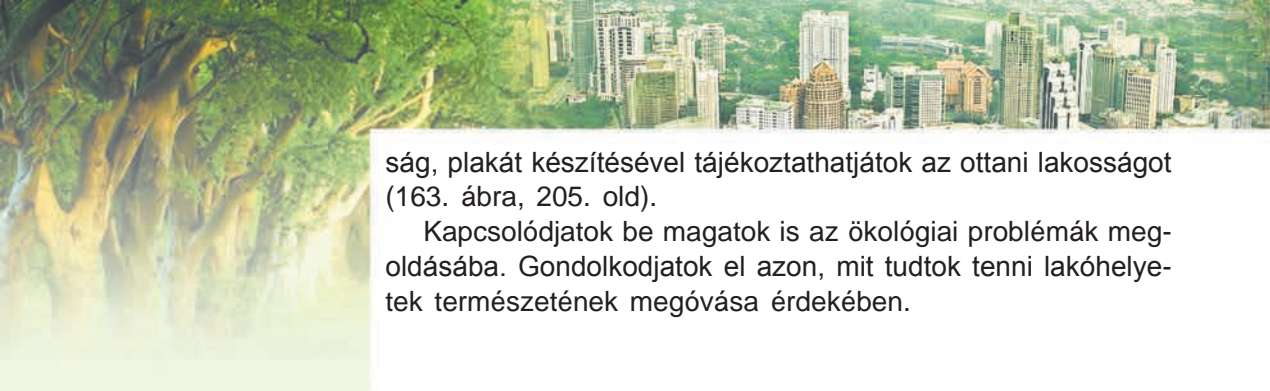 ság, plakát készítésével tájékoztathatjátok az ottani lakosságot
(163. ábra, 205. old).
Kapcsolódjatok be magatok is az ökológiai problémák meg-
oldásába. Gondolkodjatok el azon, mit tudtok tenni lakóhelye-
tek természetének megóvása érdekében.